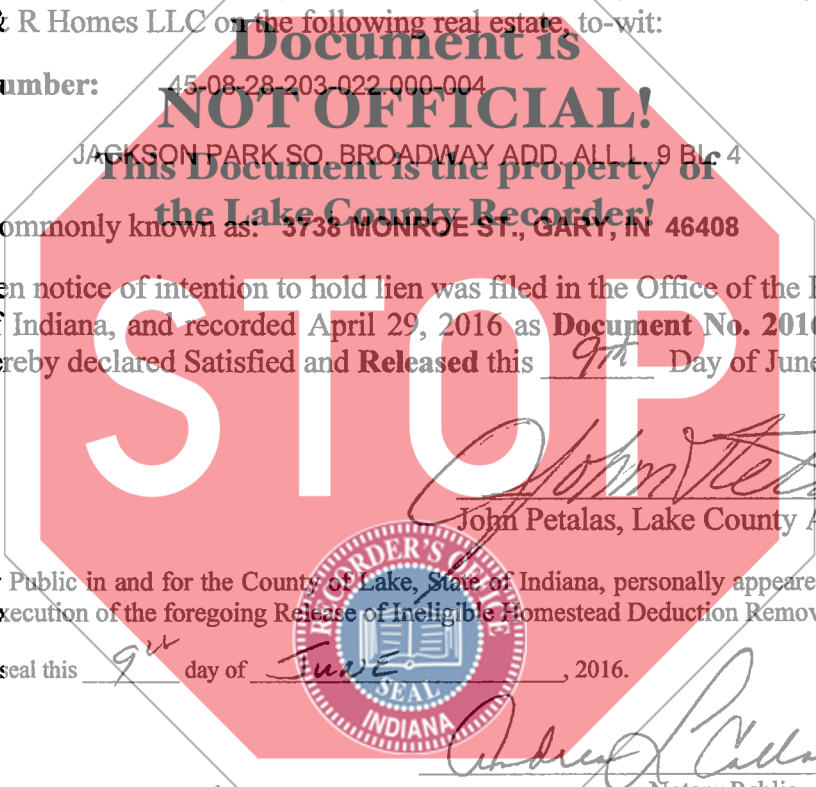 R Homes LLC on the following real estate, to-wit:
Document is
umber: 45-08-28-203-022.000-004
NOT OFFICIAL!
JACKSON PARK SO. BROADWAY ADD. ALL L. 9 BL. 4
This Document is the property of
the Lake County Recorder!
ommonly known as: 3738 MONROE ST., GARY, IN 46408
en notice of intention to hold lien was filed in the Office of the
f Indiana, and recorded April 29, 2016 as Document No. 2016
ereby declared Satisfied and Released this 9th Day of June
STOP
John Petalas, Lake County A
Public in and for the County of Lake, State of Indiana, personally appeare
xecution of the foregoing Release of Ineligible Homestead Deduction Remov
RECORDER'S OFFICE
seal this 9th day of June, 2016.
SEAL
INDIANA
Notary Public